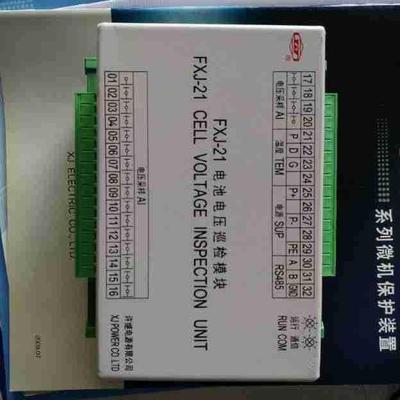 17 18 19 20 21 22 23 24 25 26 27 28 29 30 31 32
P D G P+ P- PE A B GND
电压采样 AI 温度 TEM 电源 SUP RS485
运行 通信
RUN COM
FXJ-21 电池电压巡检模块
FXJ-21 CELL VOLTAGE INSPECTION UNIT
许继电源有限公司
XJ POWER CO LTD
电压采样 AI
01 02 03 04 05 06 07 08 09 10 11 12 13 14 15 16
系列微机保护装置
XJ ELECTRIC CO.,LTD.